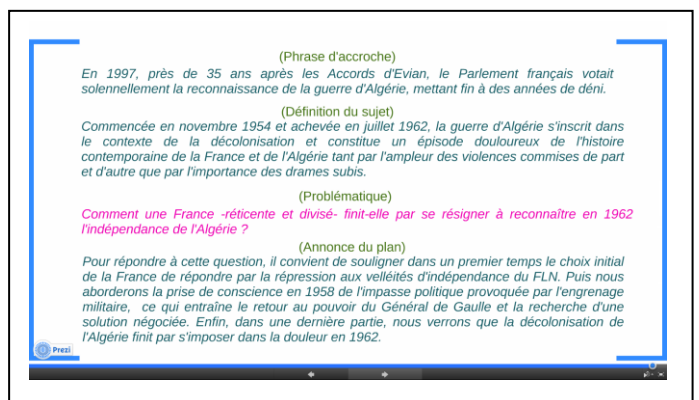 (Phrase d'accroche)
En 1997, près de 35 ans après les Accords d'Evian, le Parlement français votait
solennellement la reconnaissance de la guerre d'Algérie, mettant fin à des années de déni.
(Définition du sujet)
Commencée en novembre 1954 et achevée en juillet 1962, la guerre d'Algérie s'inscrit dans
le contexte de la décolonisation et constitue un épisode douloureux de l'histoire
contemporaine de la France et de l'Algérie tant par l'ampleur des violences commises de part
et d'autre que par l'importance des drames subis.
(Problématique)
Comment une France -réticente et divisé- finit-elle par se résigner à reconnaître en 1962
l'indépendance de l'Algérie ?
(Annonce du plan)
Pour répondre à cette question, il convient de souligner dans un premier temps le choix initial
de la France de répondre par la répression aux velléités d'indépendance du FLN. Puis nous
aborderons la prise de conscience en 1958 de l'impasse politique provoquée par l'engrenage
militaire, ce qui entraîne le retour au pouvoir du Général de Gaulle et la recherche d'une
solution négociée. Enfin, dans une dernière partie, nous verrons que la décolonisation de
l'Algérie finit par s'imposer dans la douleur en 1962.
Prezi